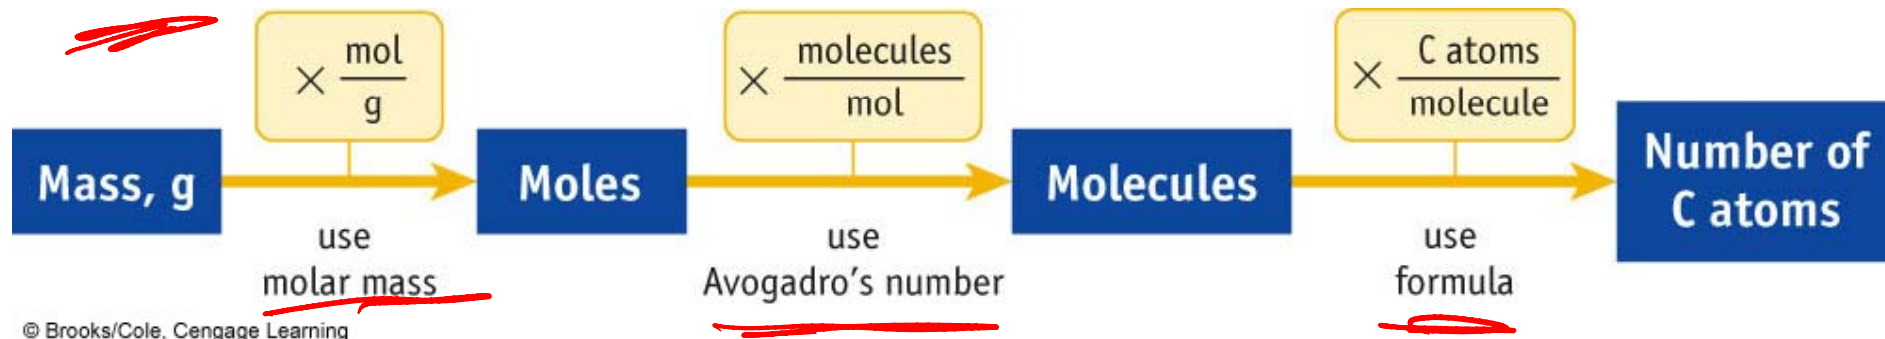 × mol
g
× molecules
mol
× C atoms
molecule
Mass, g
Moles
Molecules
Number of
C atoms
use
molar mass
use
Avogadro's number
use
formula
© Brooks/Cole, Cengage Learning